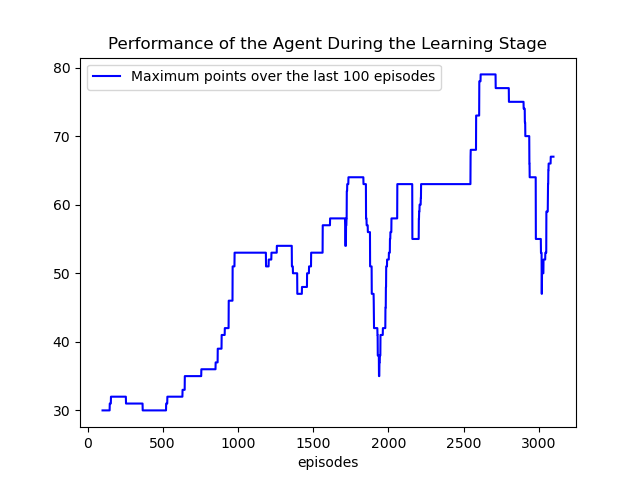 Performance of the Agent During the Learning Stage
Maximum points over the last 100 episodes
80
70
60
50
40
30
0 500 1000 1500 2000 2500 3000
episodes